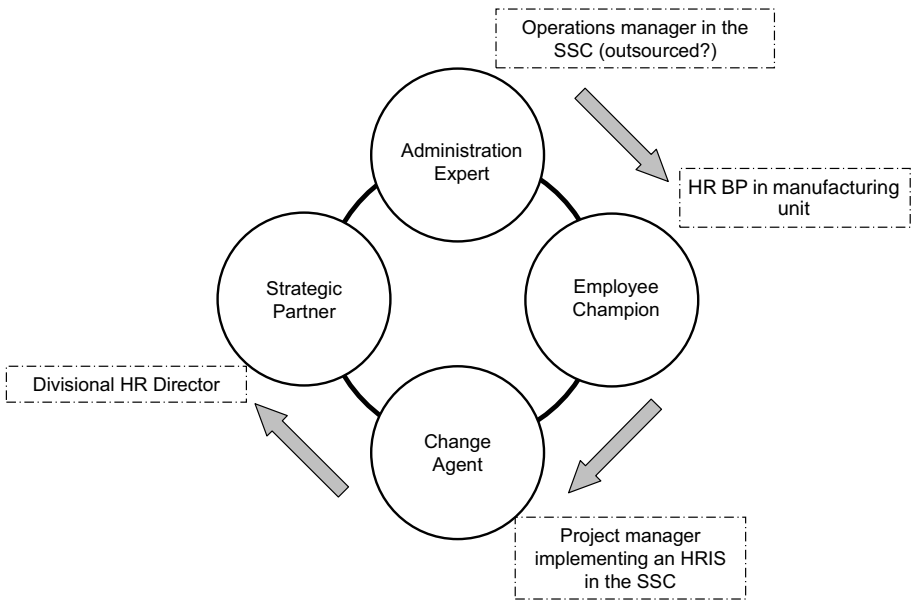 Operations manager in the
SSC (outsourced?)
Administration
Expert
HR BP in manufacturing
unit
Strategic
Partner
Employee
Champion
Divisional HR Director
Change
Agent
Project manager
implementing an HRIS
in the SSC